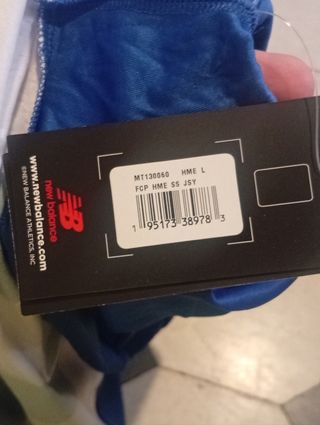 MT130060 HME L
FCP HME SS JSY
1 95173 38978 3
NB
new balance
www.newbalance.com
©NEW BALANCE ATHLETICS, INC